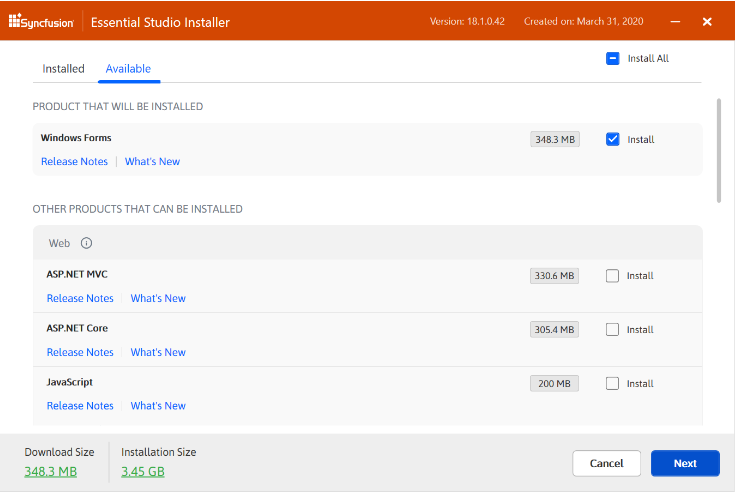 Syncfusion Essential Studio Installer Version: 18.1.0.42 Created on: March 31, 2020
Installed Available Install All
PRODUCT THAT WILL BE INSTALLED
Windows Forms 348.3 MB Install
Release Notes What's New
OTHER PRODUCTS THAT CAN BE INSTALLED
Web
ASP.NET MVC 330.6 MB Install
Release Notes What's New
ASP.NET Core 305.4 MB Install
Release Notes What's New
JavaScript 200 MB Install
Release Notes What's New
Download Size Installation Size
348.3 MB 3.45 GB
Cancel Next